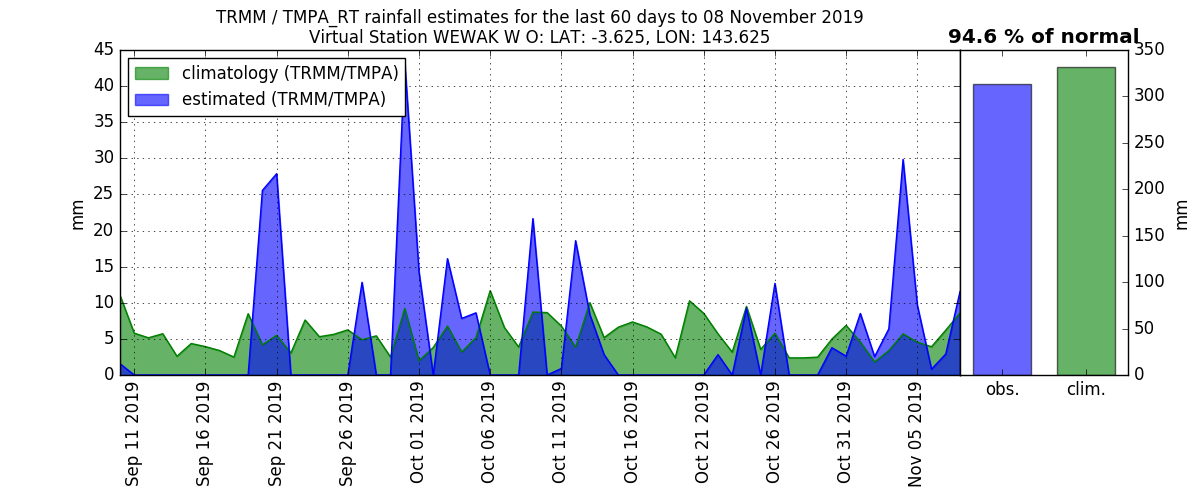 TRMM / TMPA_RT rainfall estimates for the last 60 days to 08 November 2019
Virtual Station WEWAK W O: LAT: -3.625, LON: 143.625
94.6 % of normal
climatology (TRMM/TMPA)
estimated (TRMM/TMPA)
45
40
35
30
25
20
15
10
5
0
mm
Sep 11 2019
Sep 16 2019
Sep 21 2019
Sep 26 2019
Oct 01 2019
Oct 06 2019
Oct 11 2019
Oct 16 2019
Oct 21 2019
Oct 26 2019
Oct 31 2019
Nov 05 2019
350
300
250
200
150
100
50
0
mm
obs.
clim.